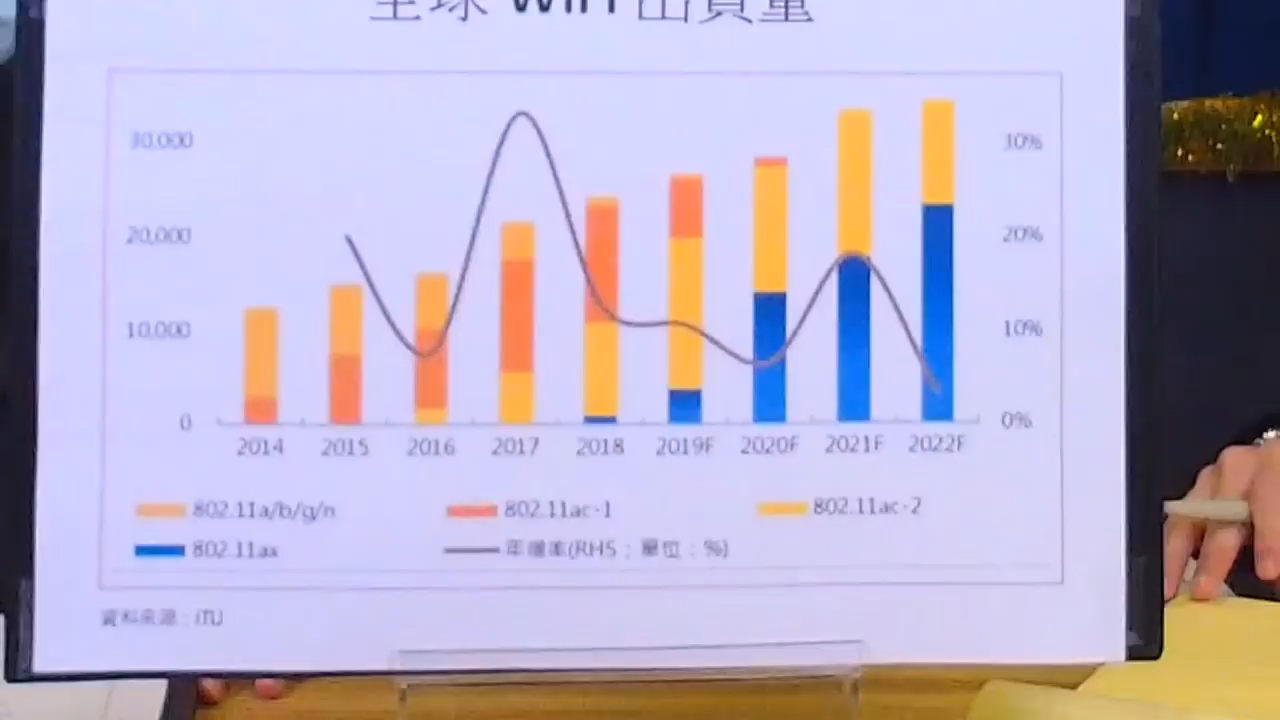 全球 WiFi 出貨量
30,000 30%
20,000 20%
10,000 10%
0 0%
2014 2015 2016 2017 2018 2019F 2020F 2021F 2022F
802.11a/b/g/n 802.11ac-1 802.11ac-2
802.11ax 年增率(RHS；單位：%)
資料來源：ITU